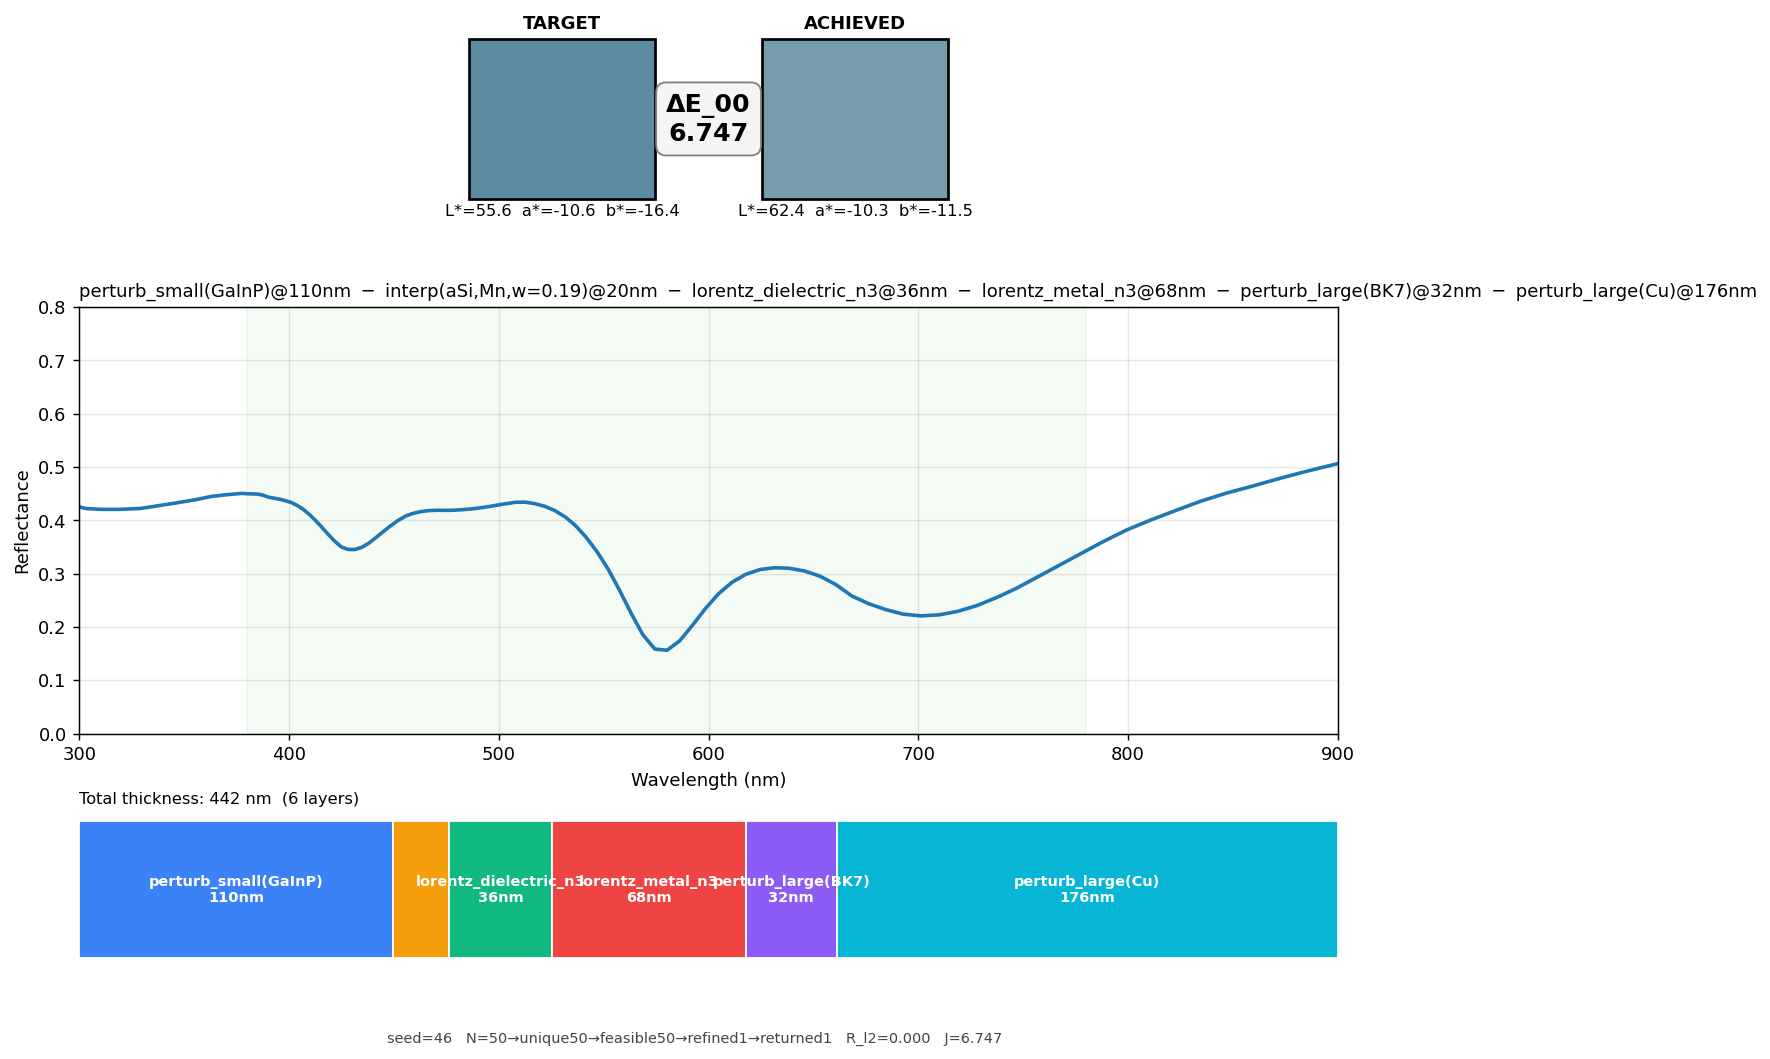 TARGET
ACHIEVED
ΔE_00
6.747
L*=55.6  a*=-10.6  b*=-16.4
L*=62.4  a*=-10.3  b*=-11.5
perturb_small(GaInP)@110nm − interp(aSi,Mn,w=0.19)@20nm − lorentz_dielectric_n3@36nm − lorentz_metal_n3@68nm − perturb_large(BK7)@32nm − perturb_large(Cu)@176nm
0.8
0.7
0.6
0.5
0.4
0.3
0.2
0.1
0.0
Reflectance
300 400 500 600 700 800 900
Wavelength (nm)
Total thickness: 442 nm  (6 layers)
perturb_small(GaInP)
110nm
lorentz_dielectric_n3
36nm
lorentz_metal_n3
68nm
perturb_large(BK7)
32nm
perturb_large(Cu)
176nm
seed=46   N=50→unique50→feasible50→refined1→returned1   R_l2=0.000   J=6.747